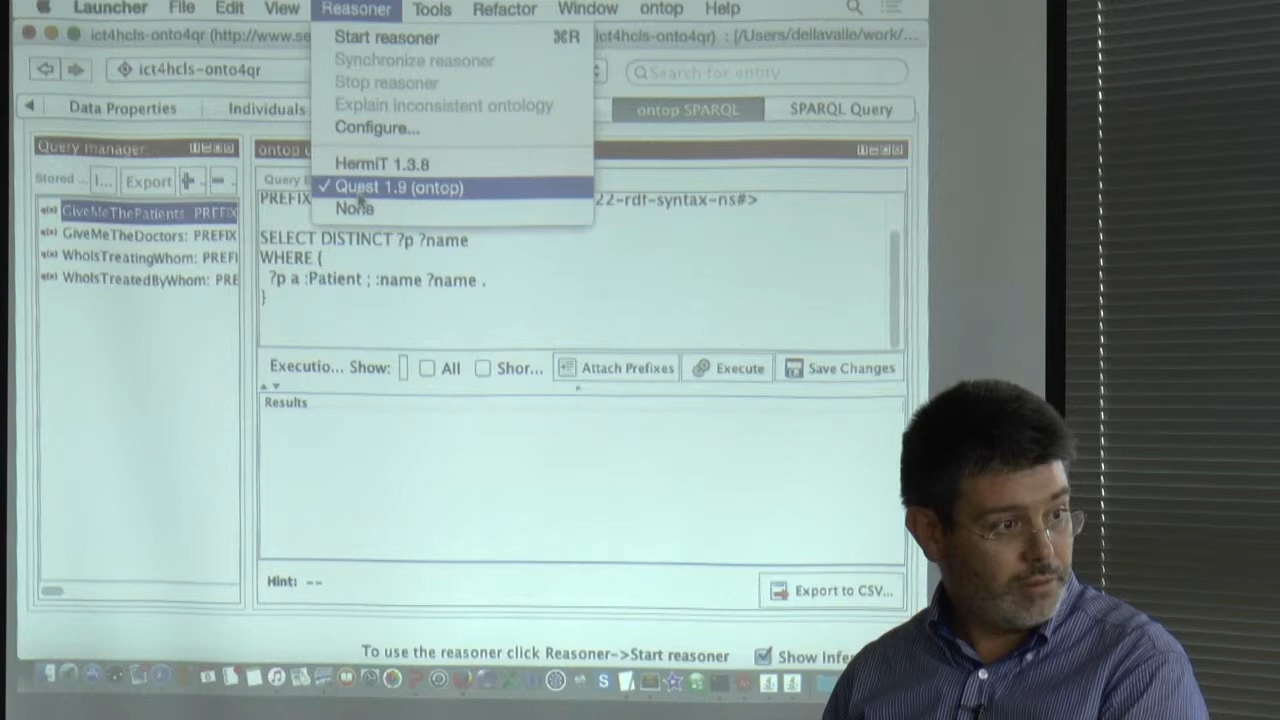 Launcher File Edit View Reasoner Tools Refactor Window ontop Help
ict4hcls-onto4qr (http://www.se
ict4hcls-onto4qr) : [/Users/dellavalle/work/...
Start reasoner ⌘R
Synchronize reasoner
Stop reasoner
Explain inconsistent ontology
Configure...
HermiT 1.3.8
✓ Quest 1.9 (ontop)
None
ict4hcls-onto4qr
Search for entity
Data Properties Individuals ontop SPARQL SPARQL Query
Query manager:
Stored ... I... Export + - ...
GiveMeThePatients: PREFIX
GiveMeTheDoctors: PREFIX
WhoIsTreatingWhom: PREFI
WhoIsTreatedByWhom: PRE
ontop
Query
PREFIX
22-rdf-syntax-ns#>
SELECT DISTINCT ?p ?name
WHERE {
?p a :Patient ; :name ?name .
}
Executio... Show: All Shor... Attach Prefixes Execute Save Changes
Results
Hint: --
Export to CSV...
To use the reasoner click Reasoner->Start reasoner
Show Infe